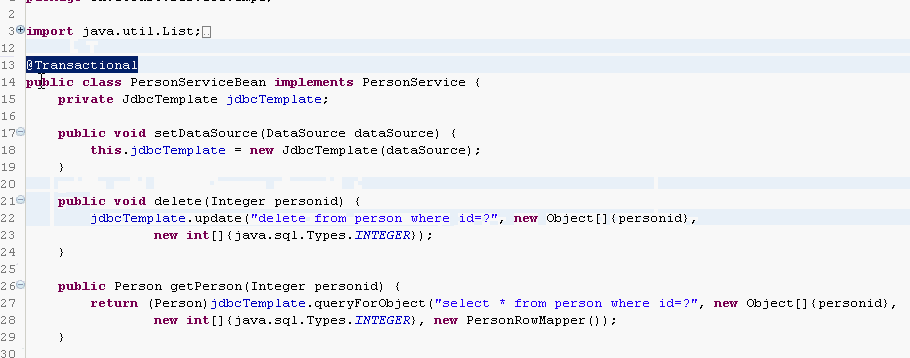 2
3 import java.util.List;
12
13 @Transactional
14 public class PersonServiceBean implements PersonService {
15 private JdbcTemplate jdbcTemplate;
16
17 public void setDataSource(DataSource dataSource) {
18 this.jdbcTemplate = new JdbcTemplate(dataSource);
19 }
20
21 public void delete(Integer personid) {
22 jdbcTemplate.update("delete from person where id=?", new Object[]{personid},
23 new int[]{java.sql.Types.INTEGER});
24 }
25
26 public Person getPerson(Integer personid) {
27 return (Person)jdbcTemplate.queryForObject("select * from person where id=?", new Object[]{personid},
28 new int[]{java.sql.Types.INTEGER}, new PersonRowMapper());
29 }
30